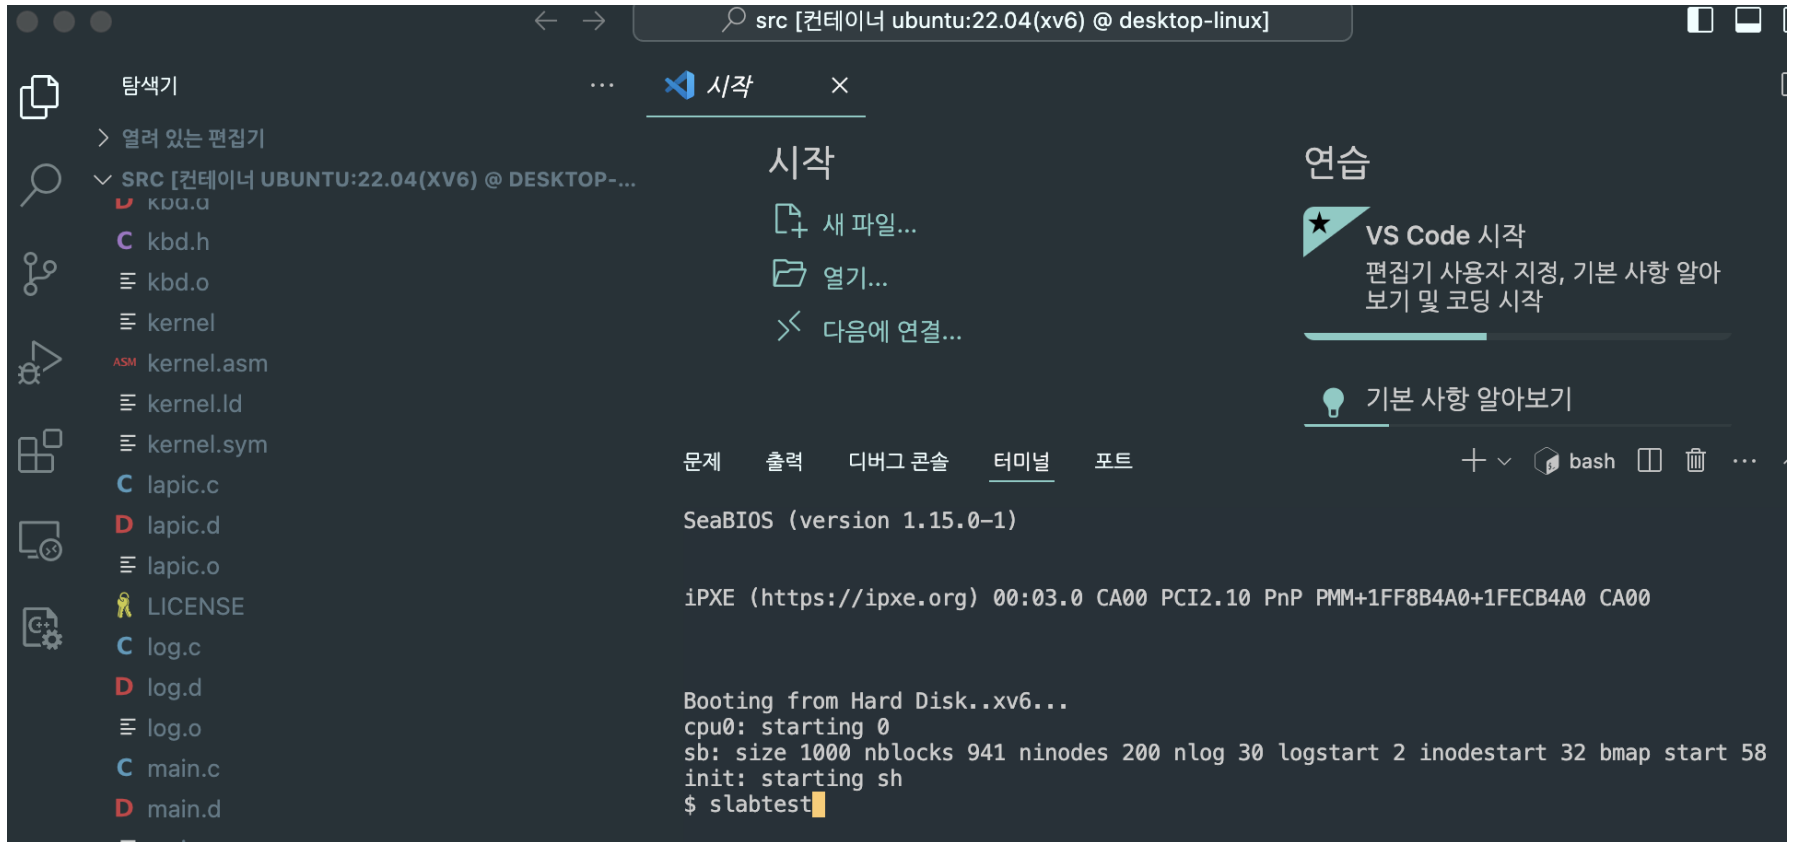 src [컨테이너 ubuntu:22.04(xv6) @ desktop-linux]
탐색기
열려 있는 편집기
SRC [컨테이너 UBUNTU:22.04(XV6) @ DESKTOP-...
D kbd.d
C kbd.h
kbd.o
kernel
ASM kernel.asm
kernel.ld
kernel.sym
C lapic.c
D lapic.d
lapic.o
LICENSE
C log.c
D log.d
log.o
C main.c
D main.d
시작
시작
새 파일...
열기...
다음에 연결...
연습
VS Code 시작
편집기 사용자 지정, 기본 사항 알아
보기 및 코딩 시작
기본 사항 알아보기
문제 출력 디버그 콘솔 터미널 포트 bash
SeaBIOS (version 1.15.0-1)
iPXE (https://ipxe.org) 00:03.0 CA00 PCI2.10 PnP PMM+1FF8B4A0+1FECB4A0 CA00
Booting from Hard Disk..xv6...
cpu0: starting 0
sb: size 1000 nblocks 941 ninodes 200 nlog 30 logstart 2 inodestart 32 bmap start 58
init: starting sh
$ slabtest